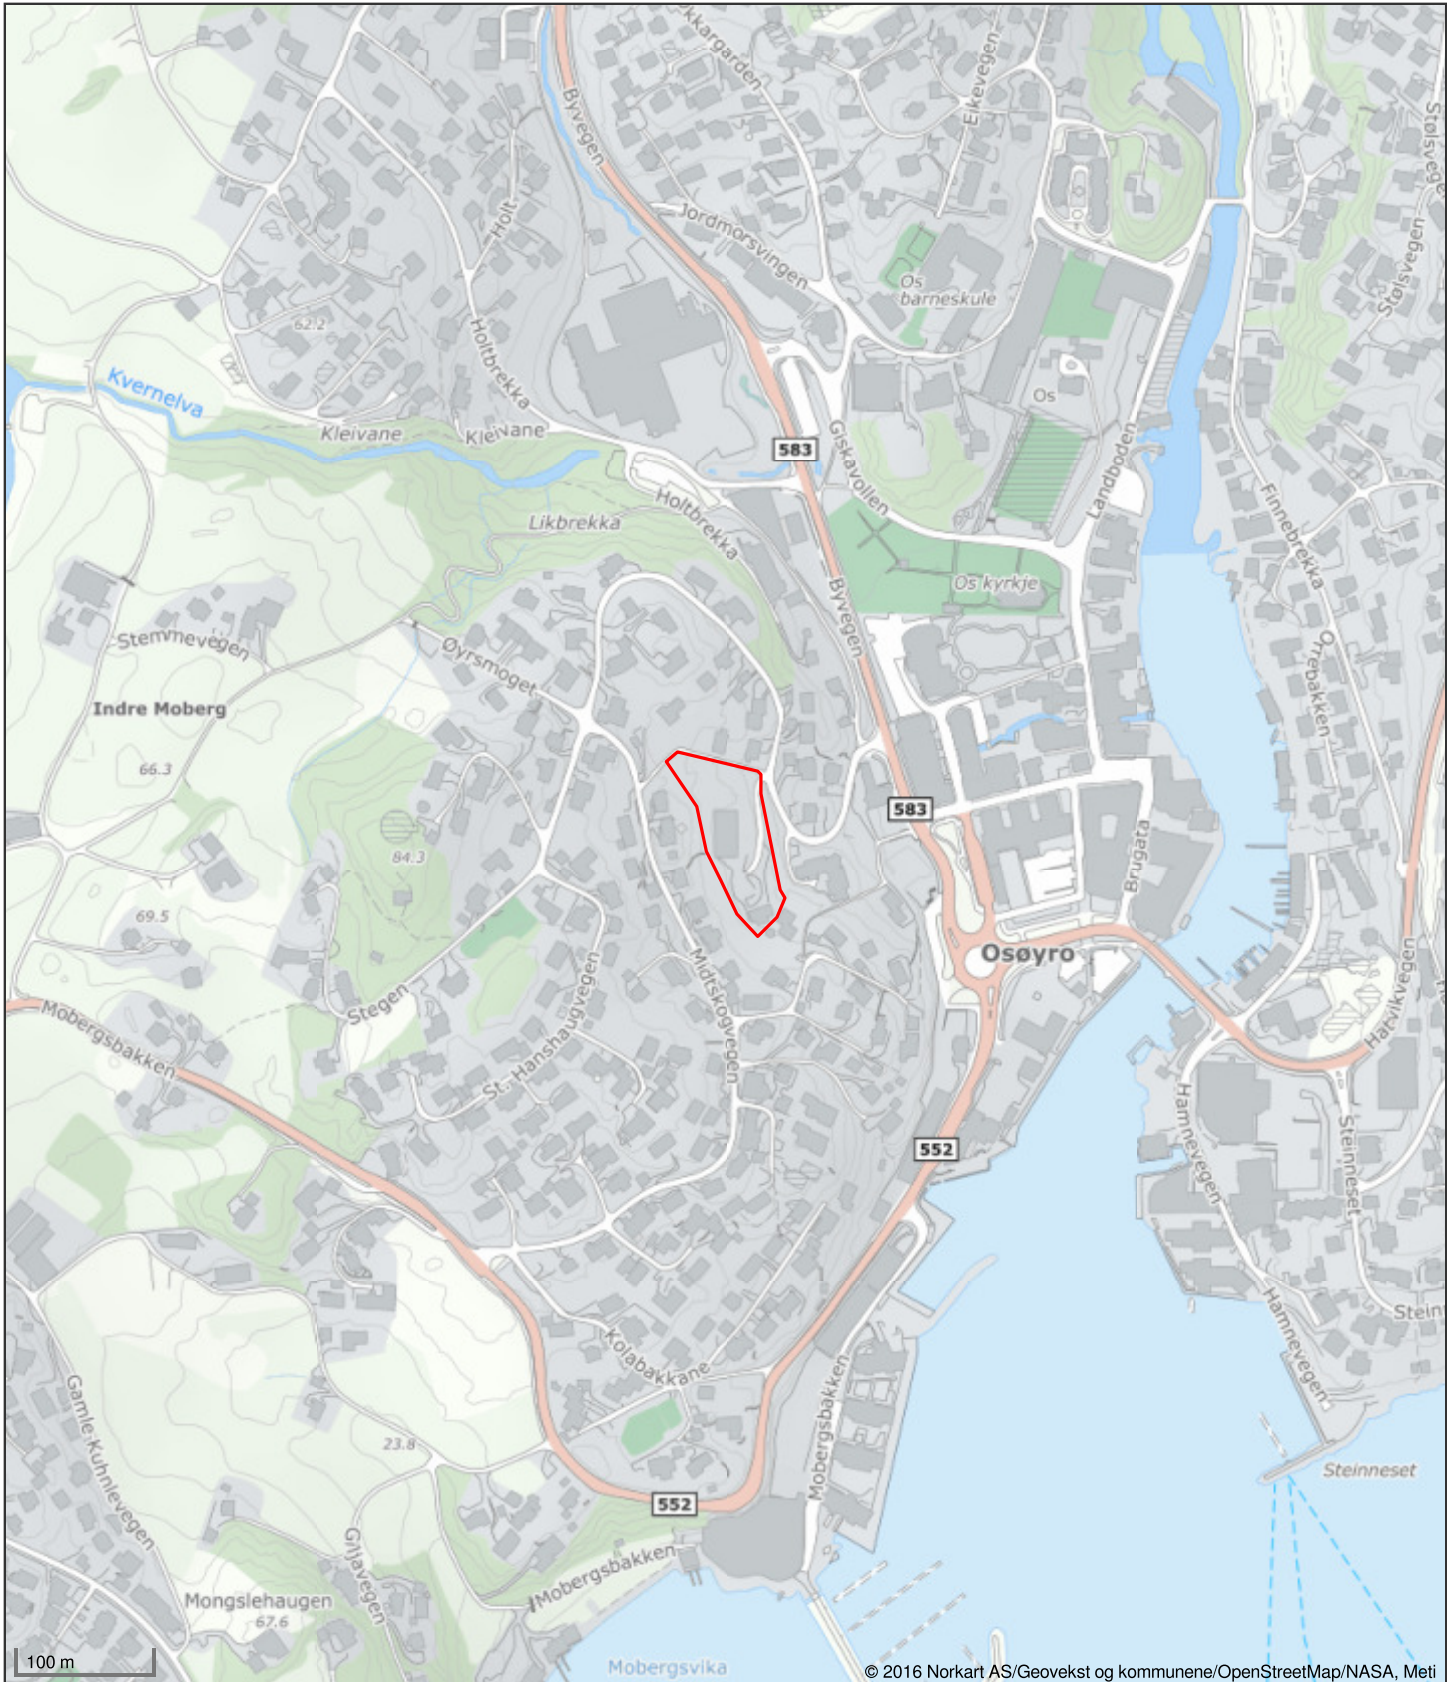 Byvegen
Eikevegen
Jordmorsvingen
Holt
Os
barneskule
Stølsvegen
62.2
Holtbrekka
Kvernelva
Kleivane
Kleivane
Os
583
Giskavollen
Landboden
Holtbrekka
Likbrekka
Finnebrekka
Os kyrkje
Byvegen
Stemmevegen
Øyrsmoget
Indre Moberg
66.3
583
84.3
Brugata
69.5
Osøyro
Stegen
Midtskogvegen
St. Hanshaugvegen
Mobergsbakken
Hatvikvegen
Hamnevegen
Steinneset
552
Hamnevegen
Kolabakkane
Mobergsbakken
Gamle Kuhnlevegen
23.8
Steinneset
552
Mobergsbakken
Mongslehaugen
67.6
100 m
Mobergsvika
© 2016 Norkart AS/Geovekst og kommunene/OpenStreetMap/NASA, Meti